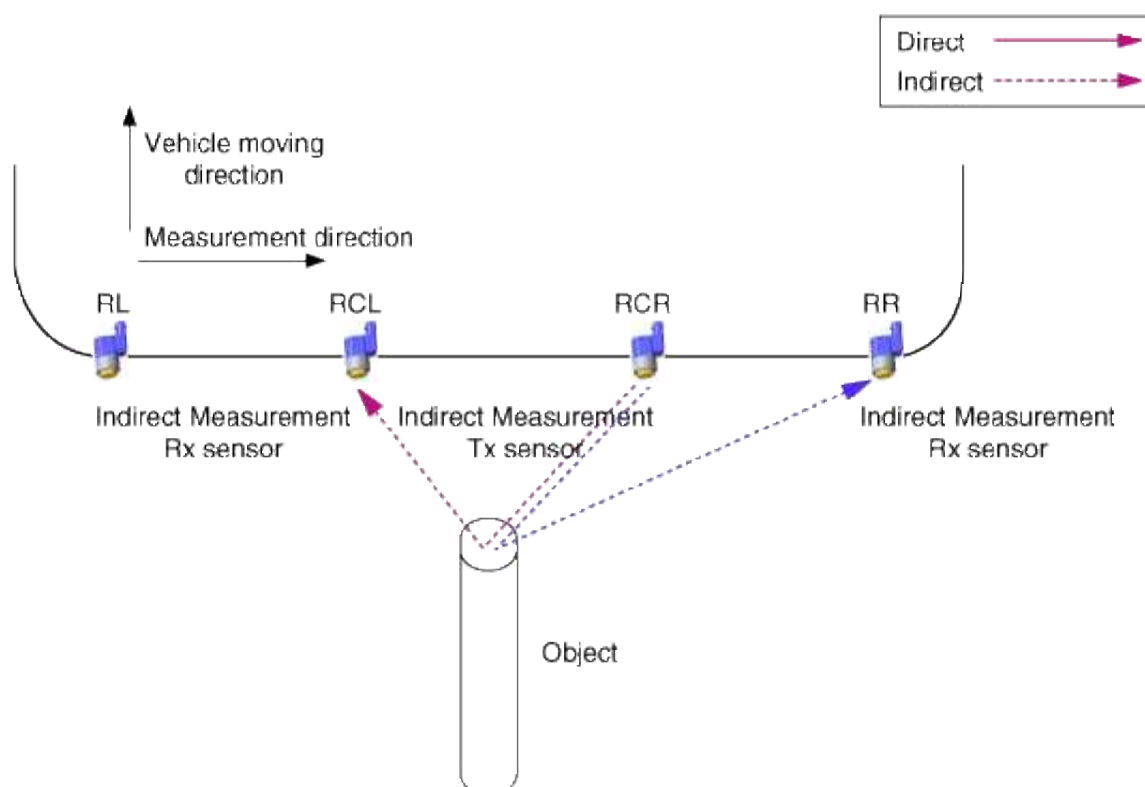 Direct
Indirect
Vehicle moving
direction
Measurement direction
RL
RCL
RCR
RR
Indirect Measurement
Rx sensor
Indirect Measurement
Tx sensor
Indirect Measurement
Rx sensor
Object